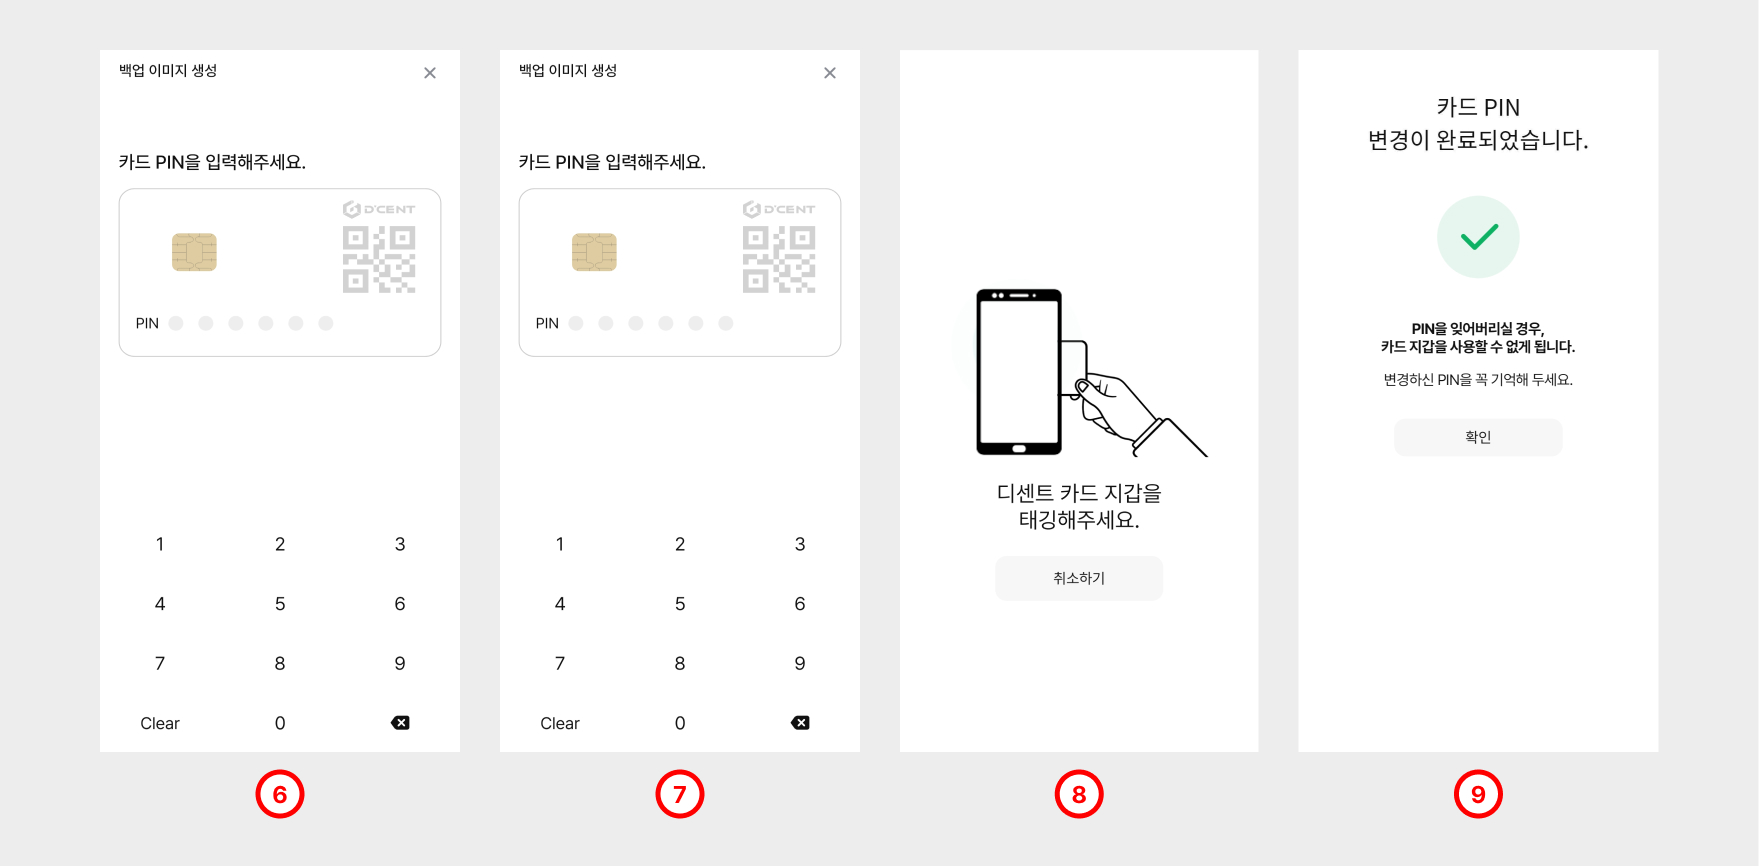 백업 이미지 생성
카드 PIN을 입력해주세요.
D'CENT
PIN
1 2 3
4 5 6
7 8 9
Clear 0
6
백업 이미지 생성
카드 PIN을 입력해주세요.
D'CENT
PIN
1 2 3
4 5 6
7 8 9
Clear 0
7
디센트 카드 지갑을
태깅해주세요.
취소하기
8
카드 PIN
변경이 완료되었습니다.
PIN을 잊어버리실 경우,
카드 지갑을 사용할 수 없게 됩니다.
변경하신 PIN을 꼭 기억해 두세요.
확인
9